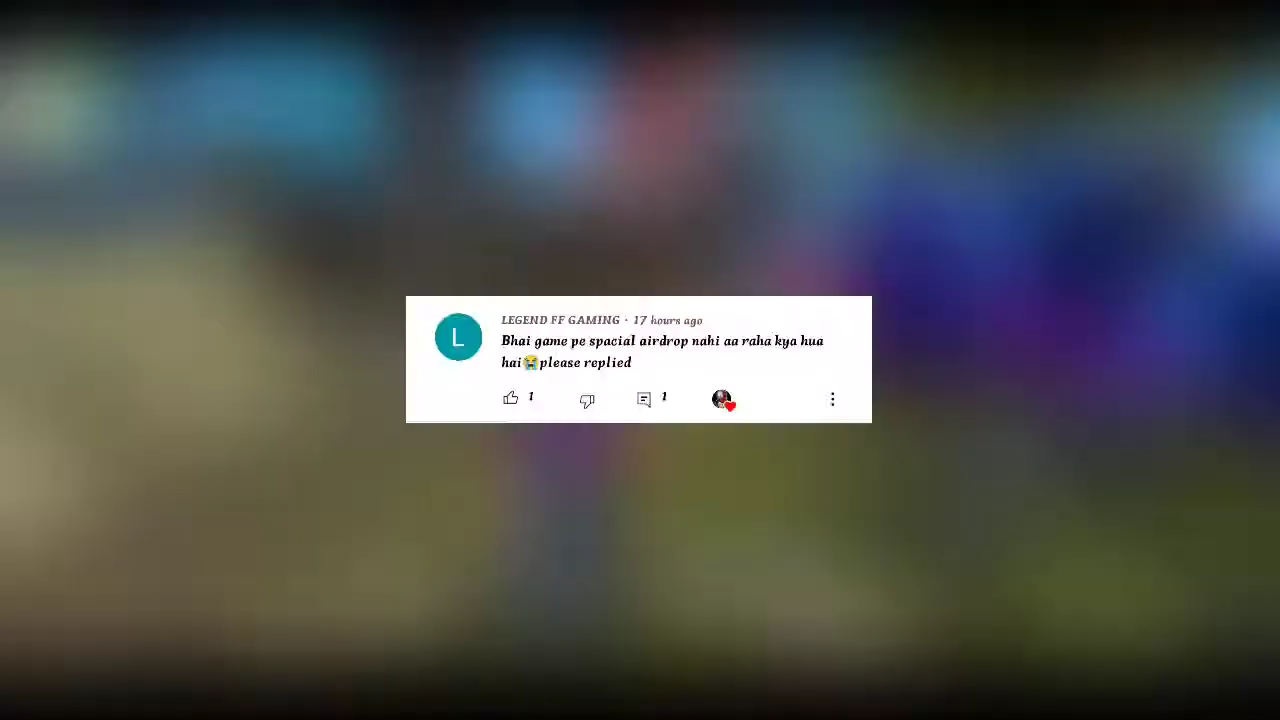 L
LEGEND FF GAMING · 17 hours ago
Bhai game pe spacial airdrop nahi aa raha kya hua
hai😭please replied
1 1